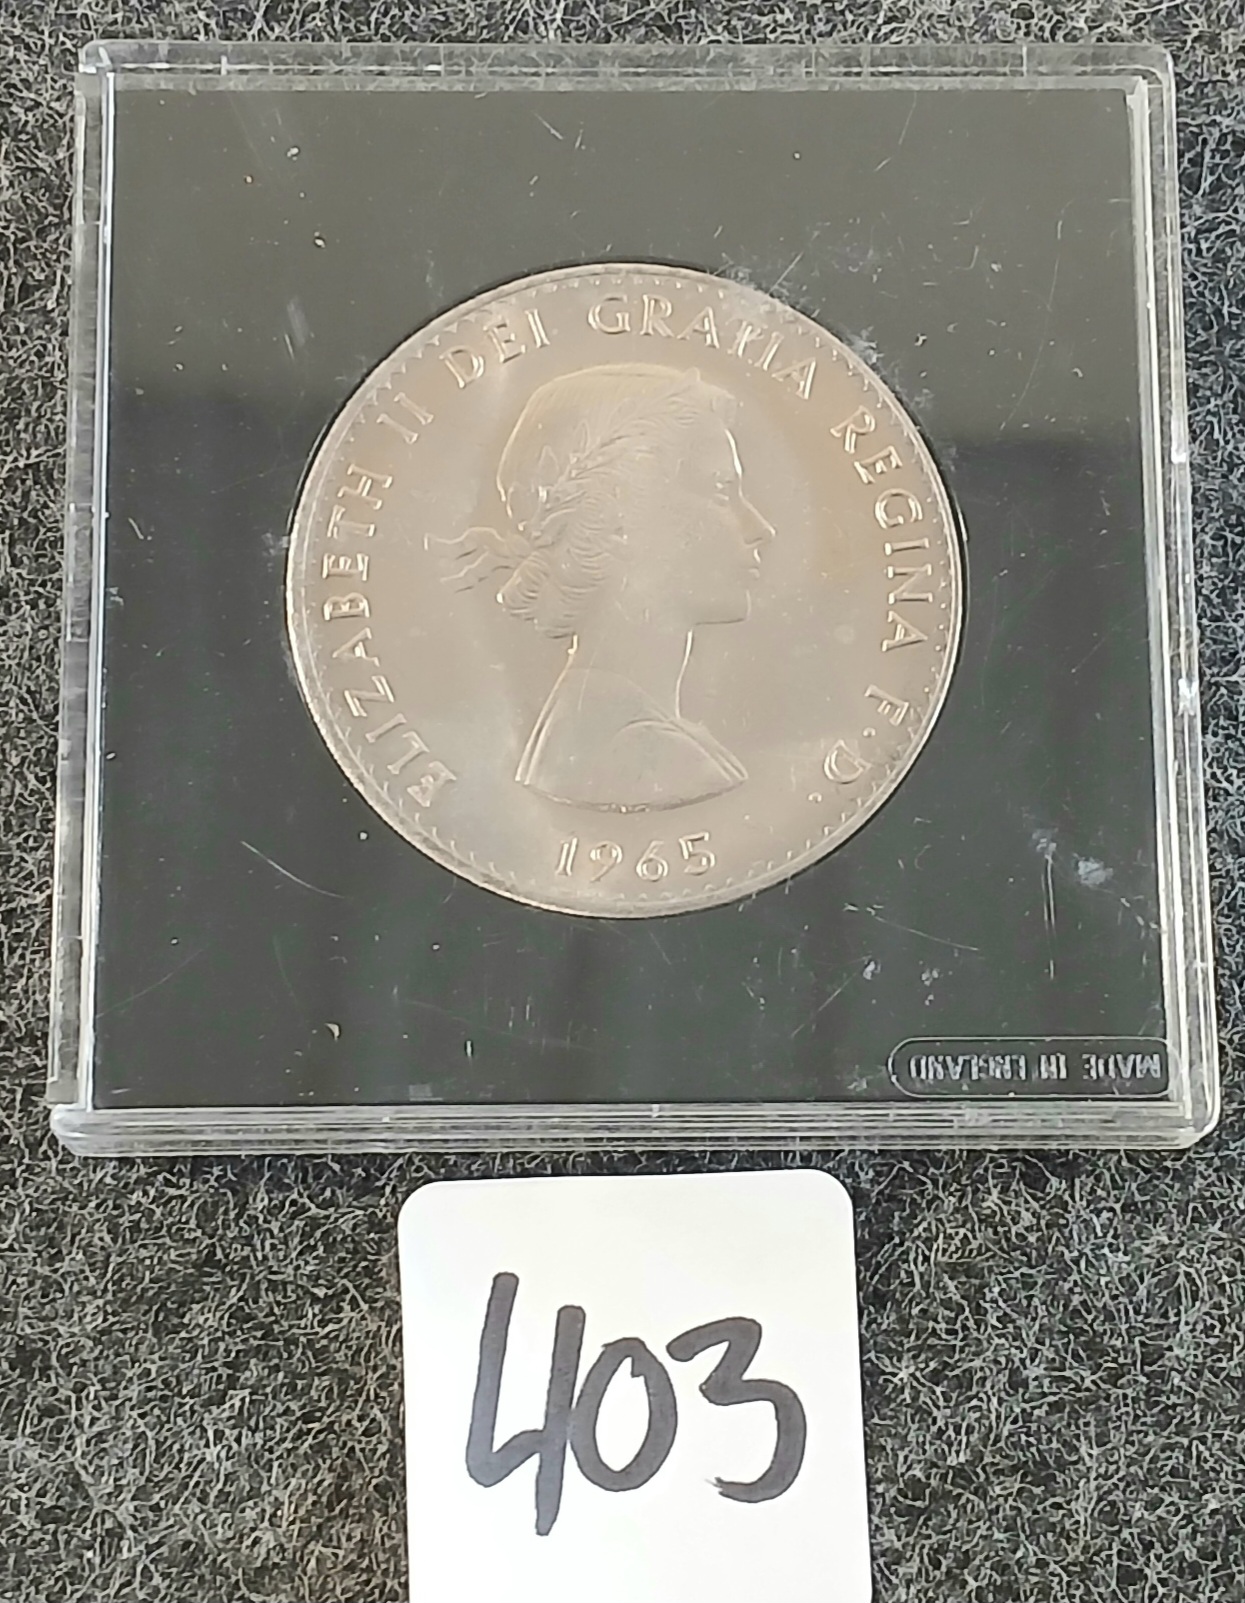 ELIZABETH II DEI GRATIA REGINA F·D.
1965
MADE IN ENGLAND
403